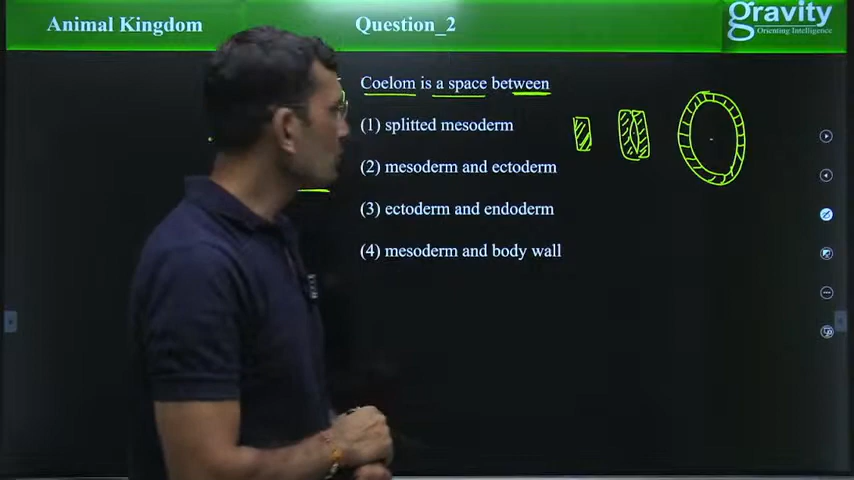 Animal Kingdom
Question_2
gravity
Orienting Intelligence
Coelom is a space between
(1) splitted mesoderm
(2) mesoderm and ectoderm
(3) ectoderm and endoderm
(4) mesoderm and body wall